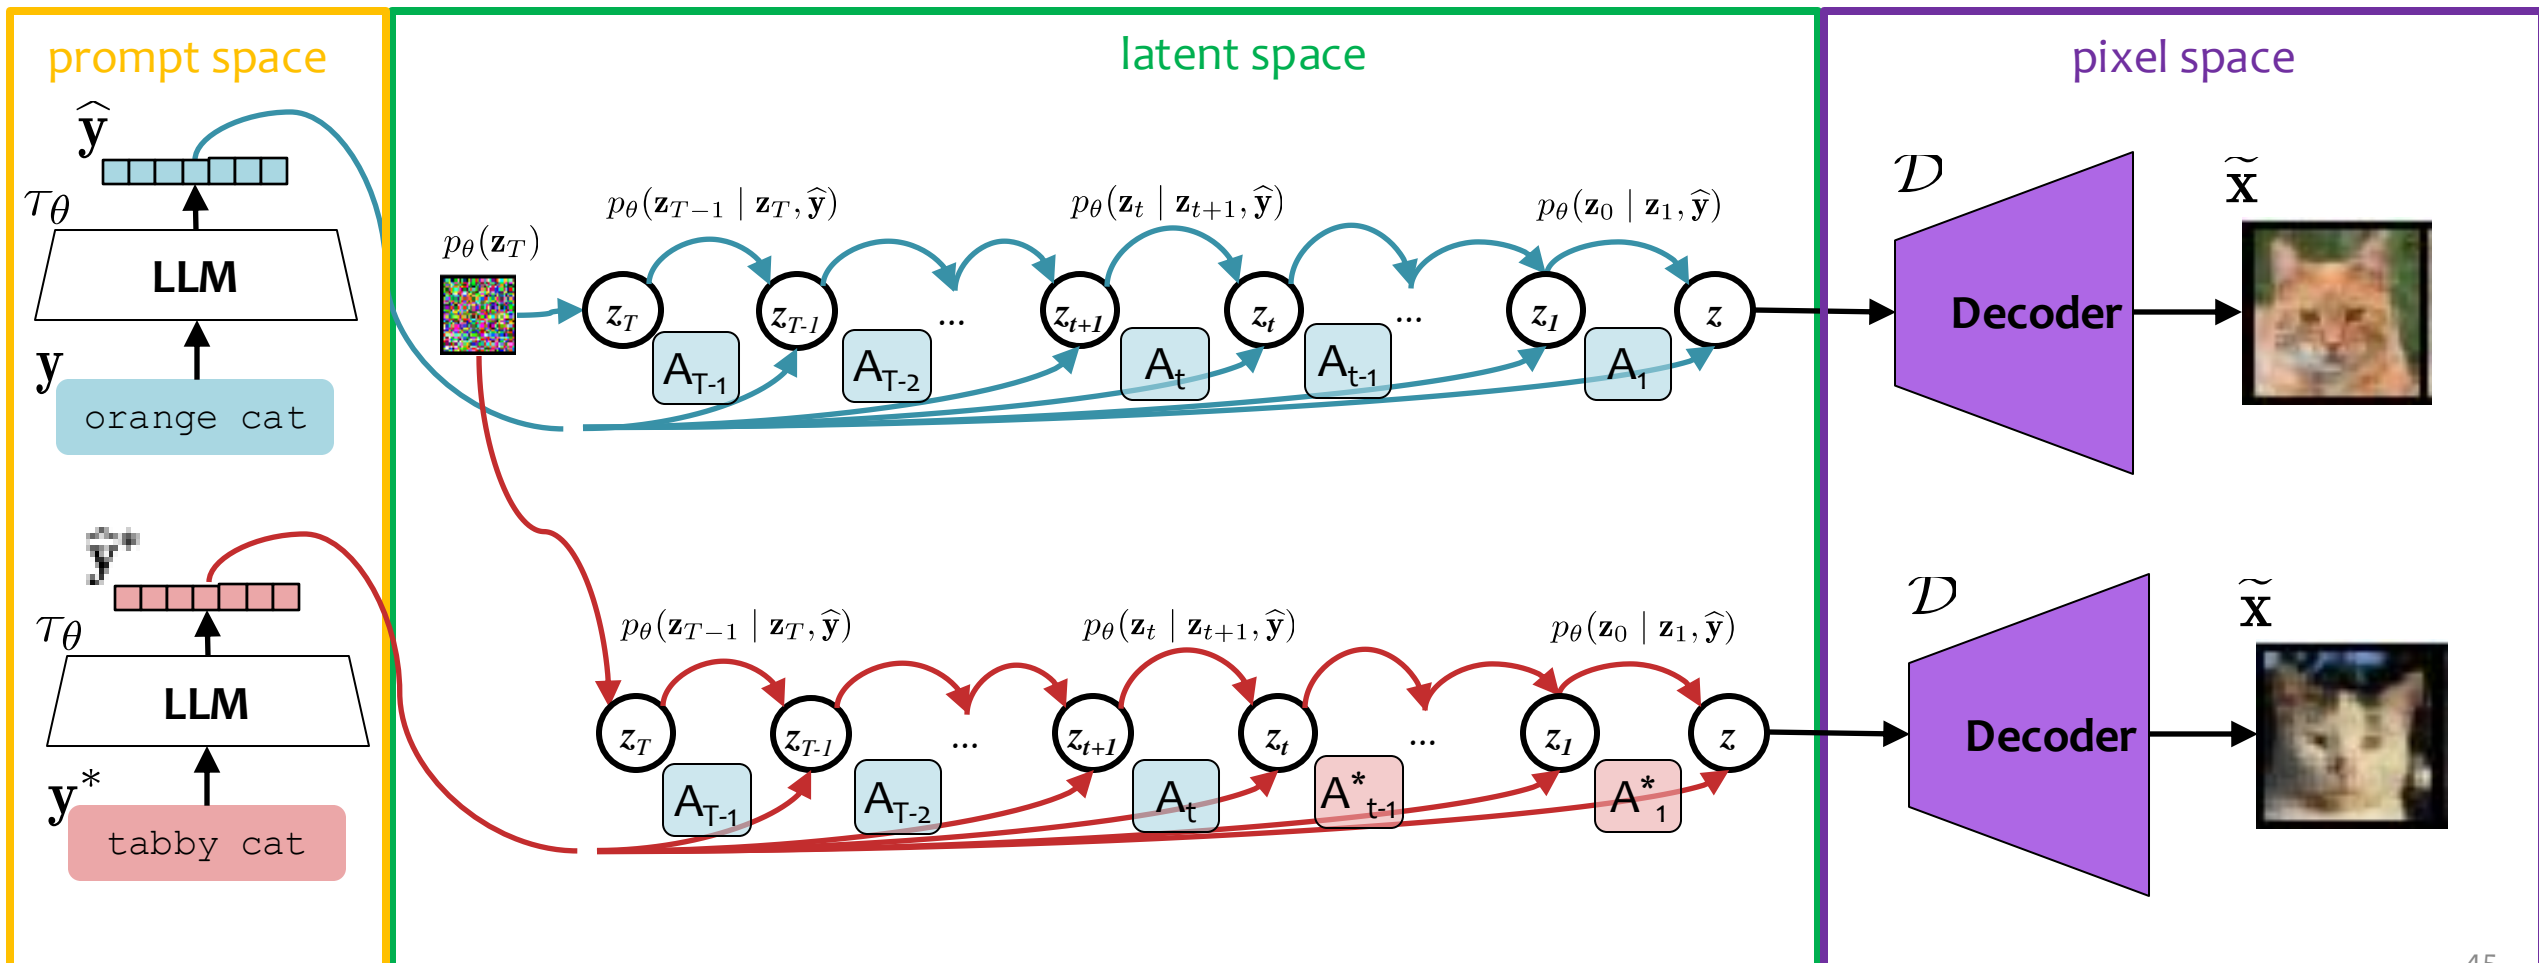 prompt space
latent space
pixel space
ŷ
τθ
LLM
y
orange cat
pθ(zT)
pθ(zT−1 | zT, ŷ)
pθ(zt | zt+1, ŷ)
pθ(z0 | z1, ŷ)
zT
zT-1
...
zt+1
zt
...
z1
z
AT-1
AT-2
At
At-1
A1
𝒟
Decoder
x̃
ŷ*
τθ
LLM
y*
tabby cat
pθ(zT−1 | zT, ŷ)
pθ(zt | zt+1, ŷ)
pθ(z0 | z1, ŷ)
zT
zT-1
...
zt+1
zt
...
z1
z
AT-1
AT-2
At
A*t-1
A*1
𝒟
Decoder
x̃